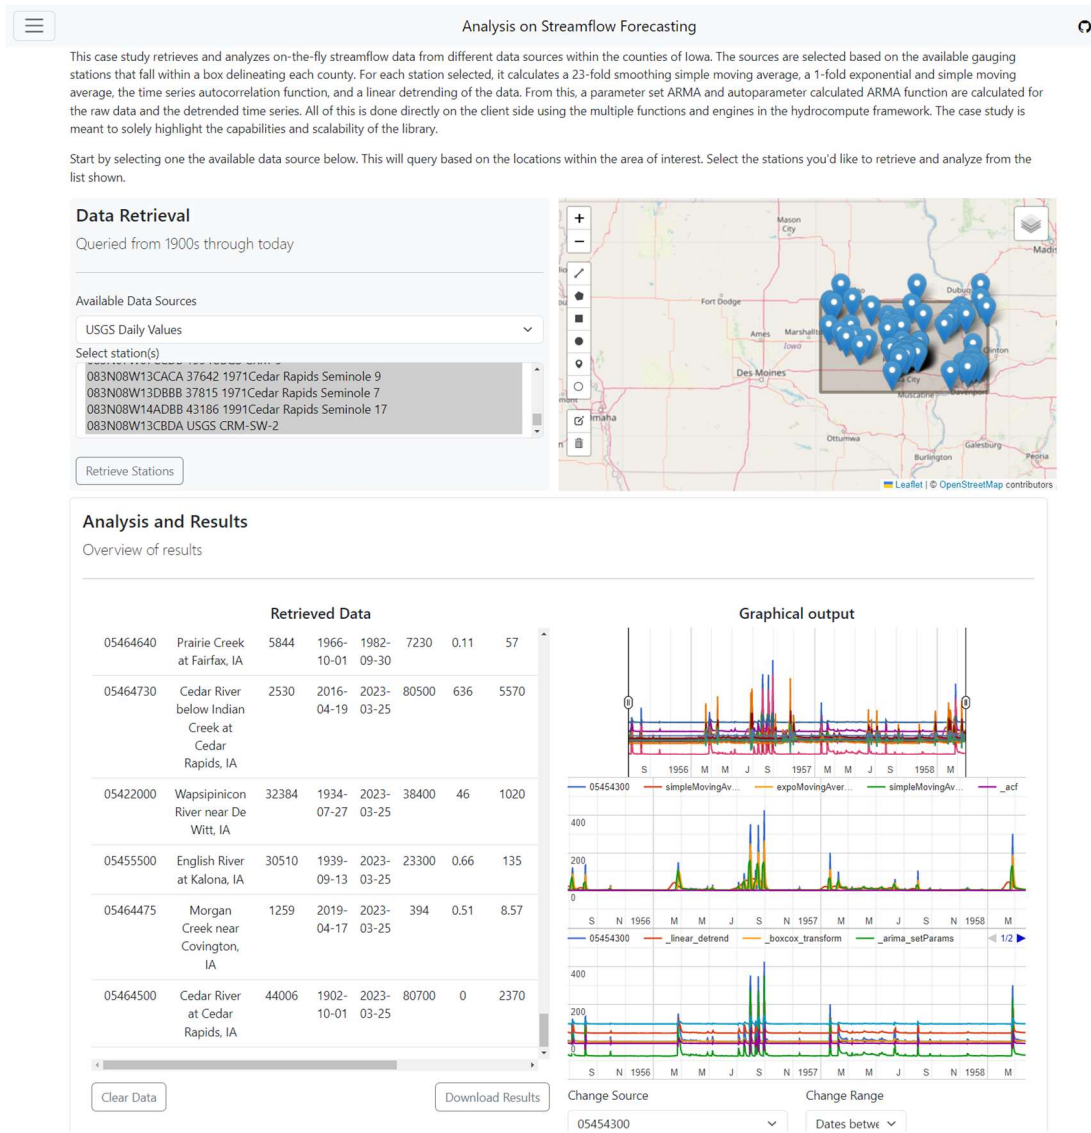 Analysis on Streamflow Forecasting
This case study retrieves and analyzes on-the-fly streamflow data from different data sources within the counties of Iowa. The sources are selected based on the available gauging
stations that fall within a box delineating each county. For each station selected, it calculates a 23-fold smoothing simple moving average, a 1-fold exponential and simple moving
average, the time series autocorrelation function, and a linear detrending of the data. From this, a parameter set ARMA and autoparameter calculated ARMA function are calculated for
the raw data and the detrended time series. All of this is done directly on the client side using the multiple functions and engines in the hydrocompute framework. The case study is
meant to solely highlight the capabilities and scalability of the library.
Start by selecting one the available data source below. This will query based on the locations within the area of interest. Select the stations you'd like to retrieve and analyze from the
list shown.
Data Retrieval
Queried from 1900s through today
Available Data Sources
USGS Daily Values
Select station(s)
083N08W13CACA 37642 1971Cedar Rapids Seminole 9
083N08W13DBBB 37815 1971Cedar Rapids Seminole 7
083N08W14ADBB 43186 1991Cedar Rapids Seminole 17
083N08W13CBDA USGS CRM-SW-2
Retrieve Stations
+
−
Mason
City
Madis
Fort Dodge
Dubuq
Ames
Marshallt
Iowa
Clinton
Des Moines
City
Muscatine
Davenport
Omaha
Ottumwa
Galesburg
Burlington
Peoria
Leaflet | © OpenStreetMap contributors
Analysis and Results
Overview of results
Retrieved Data
05464640 Prairie Creek 5844 1966- 1982- 7230 0.11 57
at Fairfax, IA 10-01 09-30
05464730 Cedar River 2530 2016- 2023- 80500 636 5570
below Indian 04-19 03-25
Creek at
Cedar
Rapids, IA
05422000 Wapsipinicon 32384 1934- 2023- 38400 46 1020
River near De 07-27 03-25
Witt, IA
05455500 English River 30510 1939- 2023- 23300 0.66 135
at Kalona, IA 09-13 03-25
05464475 Morgan 1259 2019- 2023- 394 0.51 8.57
Creek near 04-17 03-25
Covington,
IA
05464500 Cedar River 44006 1902- 2023- 80700 0 2370
at Cedar 10-01 03-25
Rapids, IA
Clear Data
Download Results
Graphical output
S 1956 M M J S 1957 M M J S 1958 M
05454300 simpleMovingAv... expoMovingAver... simpleMovingAv... _acf
400
200
0
S N 1956 M M J S N 1957 M M J S N 1958 M
05454300 _linear_detrend _boxcox_transform _arima_setParams 1/2
400
200
0
S N 1956 M M J S N 1957 M M J S N 1958 M
Change Source
Change Range
05454300
Dates betwe